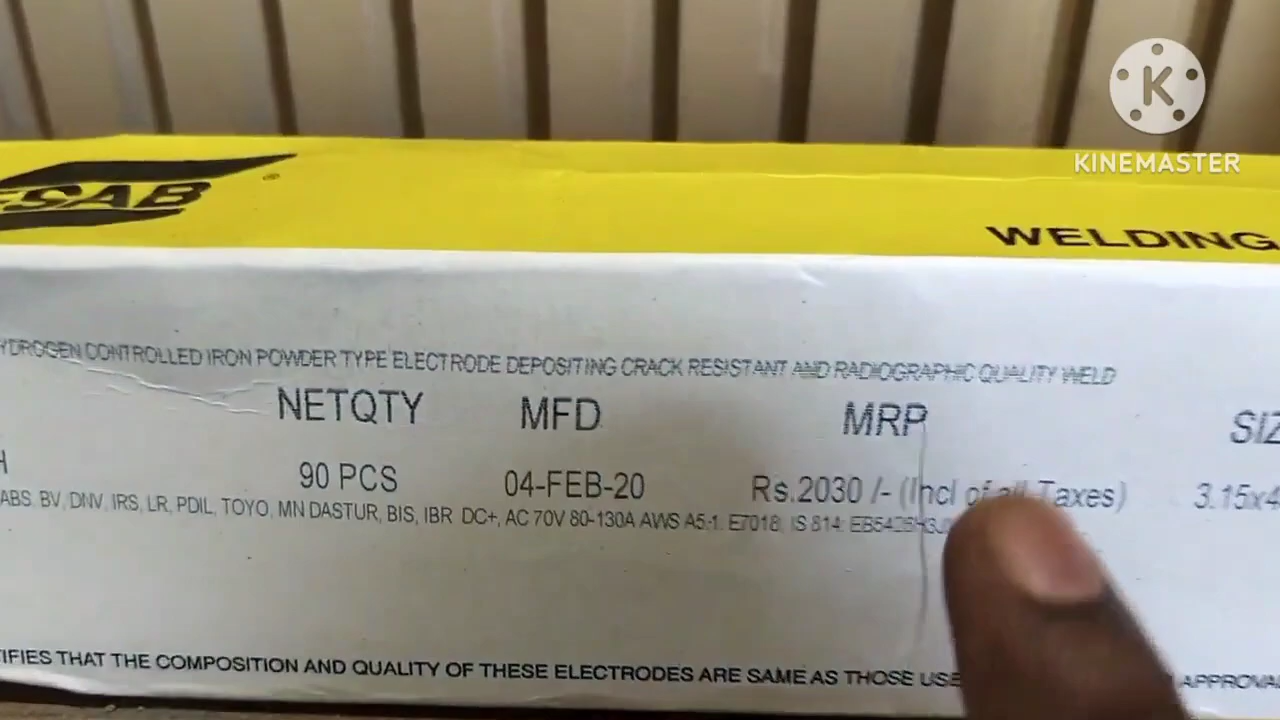 KINEMASTER
ESAB
WELDING
HYDROGEN CONTROLLED IRON POWDER TYPE ELECTRODE DEPOSITING CRACK RESISTANT AND RADIOGRAPHIC QUALITY WELD
NETQTY MFD MRP SIZ
H 90 PCS 04-FEB-20 Rs.2030 /- (Incl of all Taxes) 3.15x4
ABS, BV, DNV, IRS, LR, PDIL, TOYO, MN DASTUR, BIS, IBR DC+, AC 70V 80-130A AWS A5.1: E7018; IS 814:
TIFIES THAT THE COMPOSITION AND QUALITY OF THESE ELECTRODES ARE SAME AS THOSE USE APPROVA